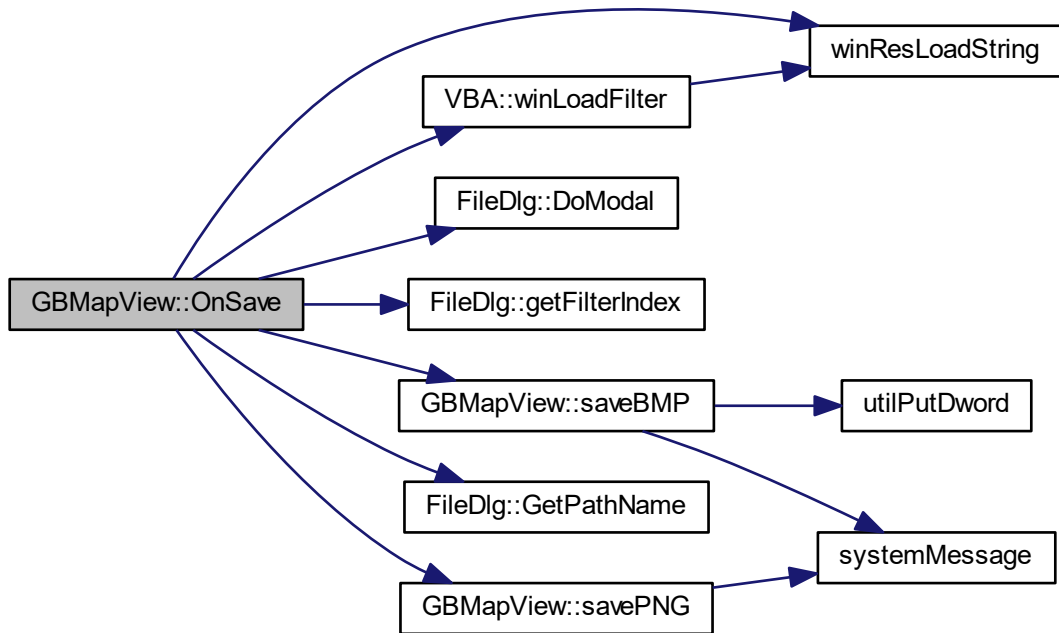 winResLoadString
VBA::winLoadFilter
FileDlg::DoModal
GBMapView::OnSave
FileDlg::getFilterIndex
GBMapView::saveBMP
utilPutDword
FileDlg::GetPathName
systemMessage
GBMapView::savePNG